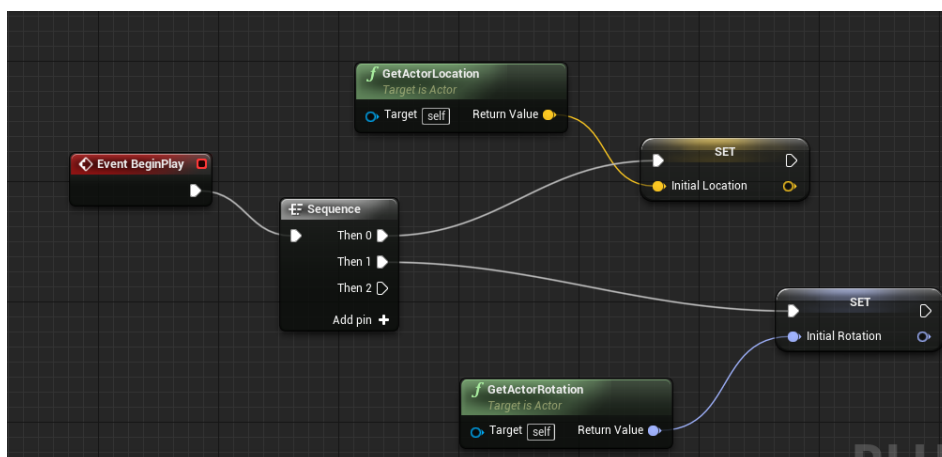 GetActorLocation
Target is Actor
Target self Return Value
Event BeginPlay
SET
Initial Location
Sequence
Then 0
Then 1
Then 2
Add pin
SET
Initial Rotation
GetActorRotation
Target is Actor
Target self Return Value